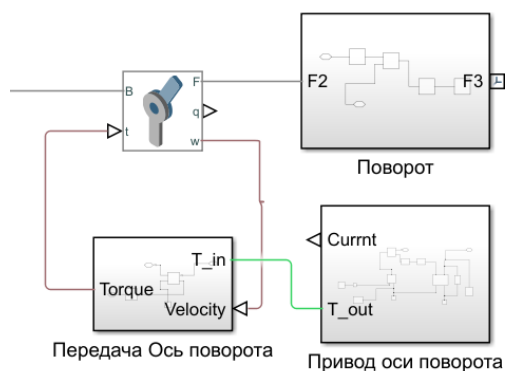 B
F
q
t
w
F2
F3
Поворот
T_in
Torque
Velocity
Передача Ось поворота
Currnt
T_out
Привод оси поворота